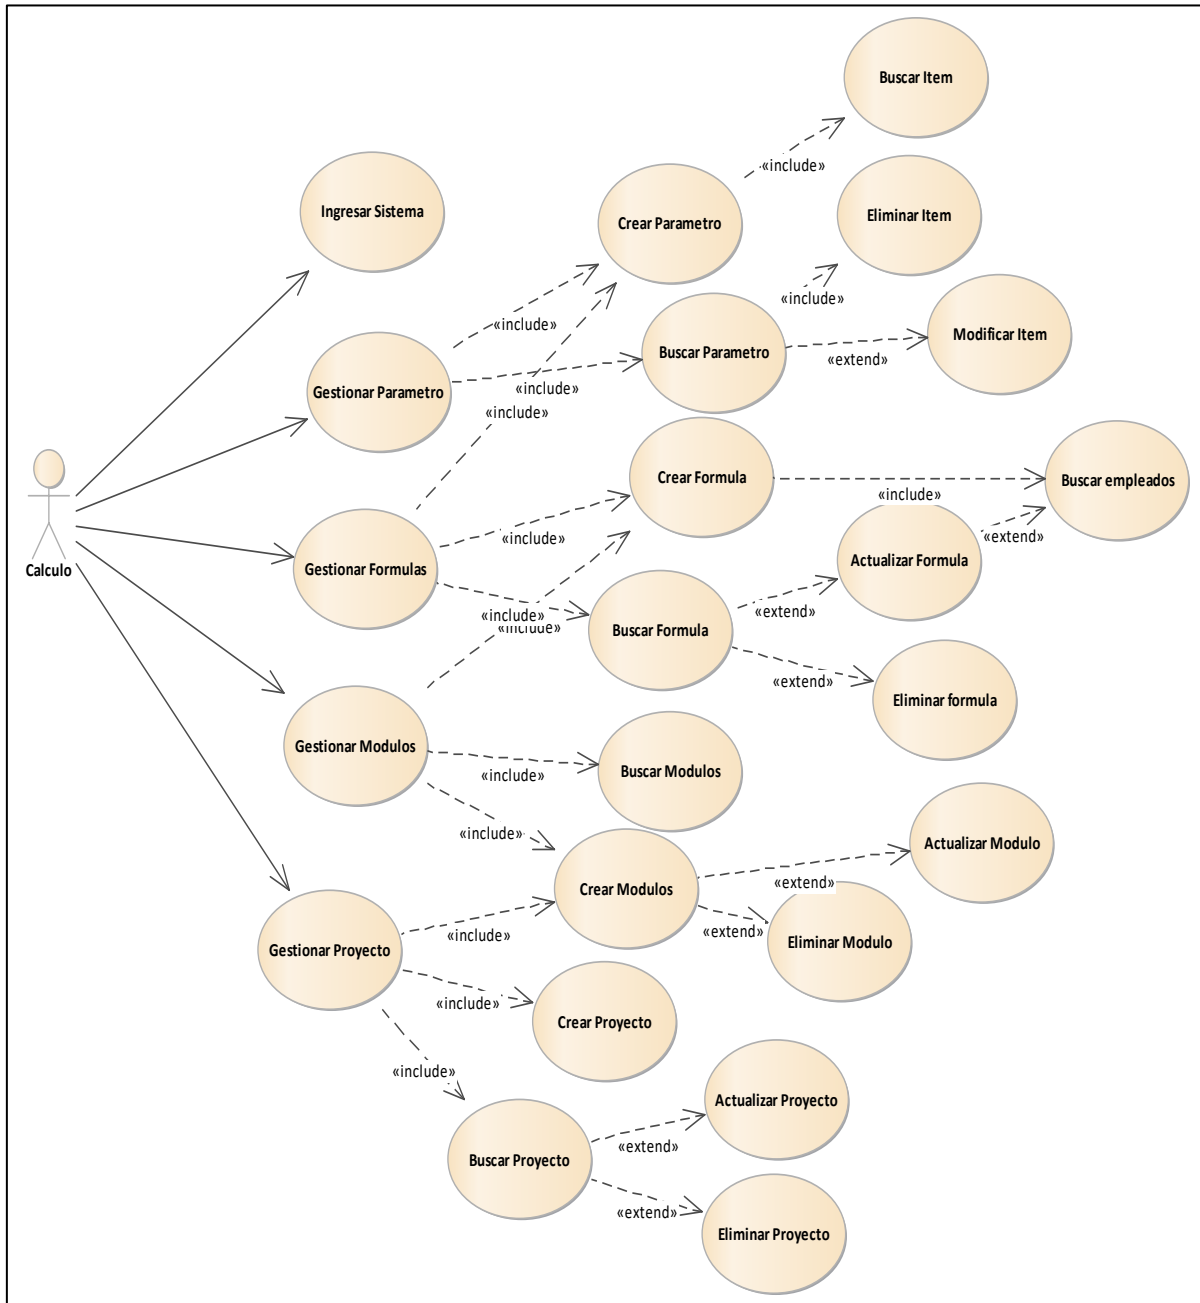 Buscar Item
«include»
Ingresar Sistema
Crear Parametro
Eliminar Item
«include»
«include»
Buscar Parametro
Modificar Item
«extend»
Gestionar Parametro
«include»
«include»
Crear Formula
Buscar empleados
«include»
Calculo
Gestionar Formulas
«include»
Actualizar Formula
«extend»
«include»
«include»
Buscar Formula
«extend»
Eliminar formula
«extend»
Gestionar Modulos
«include»
Buscar Modulos
«include»
Actualizar Modulo
Crear Modulos
«extend»
Gestionar Proyecto
«include»
«extend»
Eliminar Modulo
«include»
Crear Proyecto
«include»
Actualizar Proyecto
Buscar Proyecto
«extend»
«extend»
Eliminar Proyecto